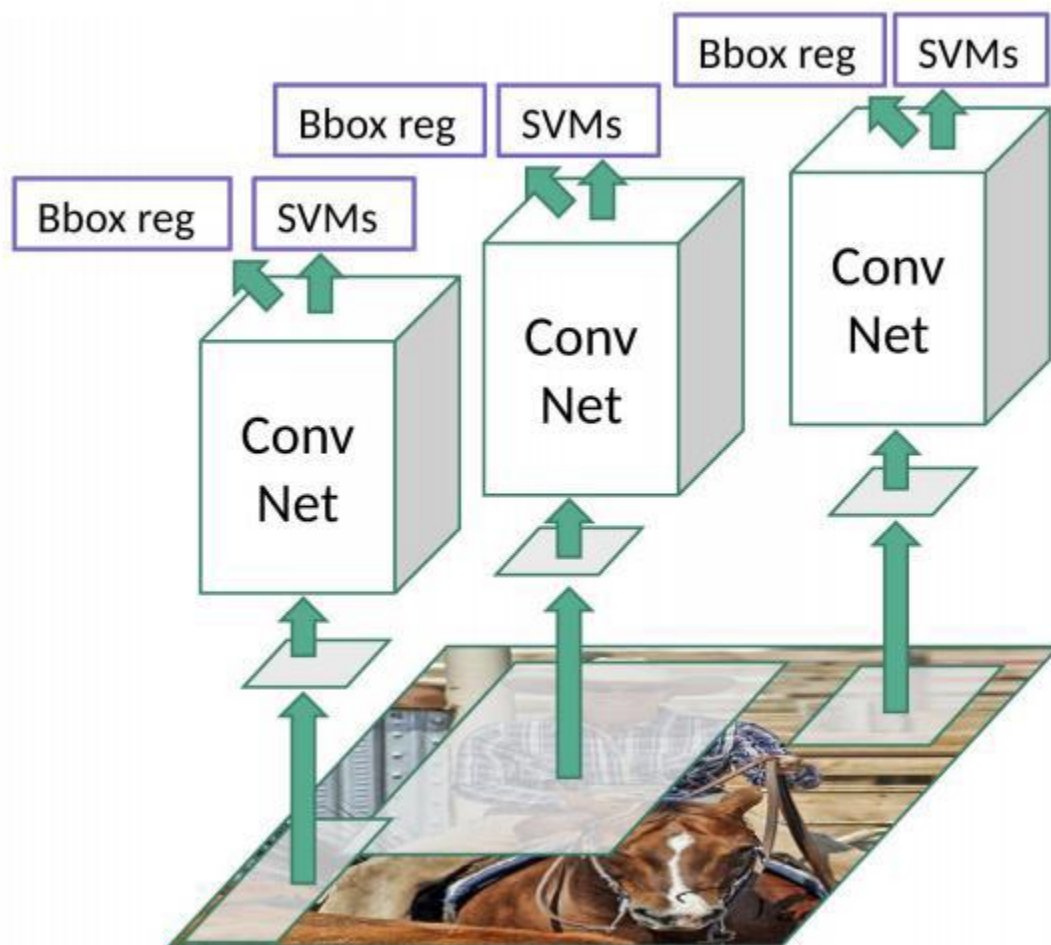 Bbox reg SVMs
Bbox reg SVMs
Bbox reg SVMs
Conv
Net
Conv
Net
Conv
Net